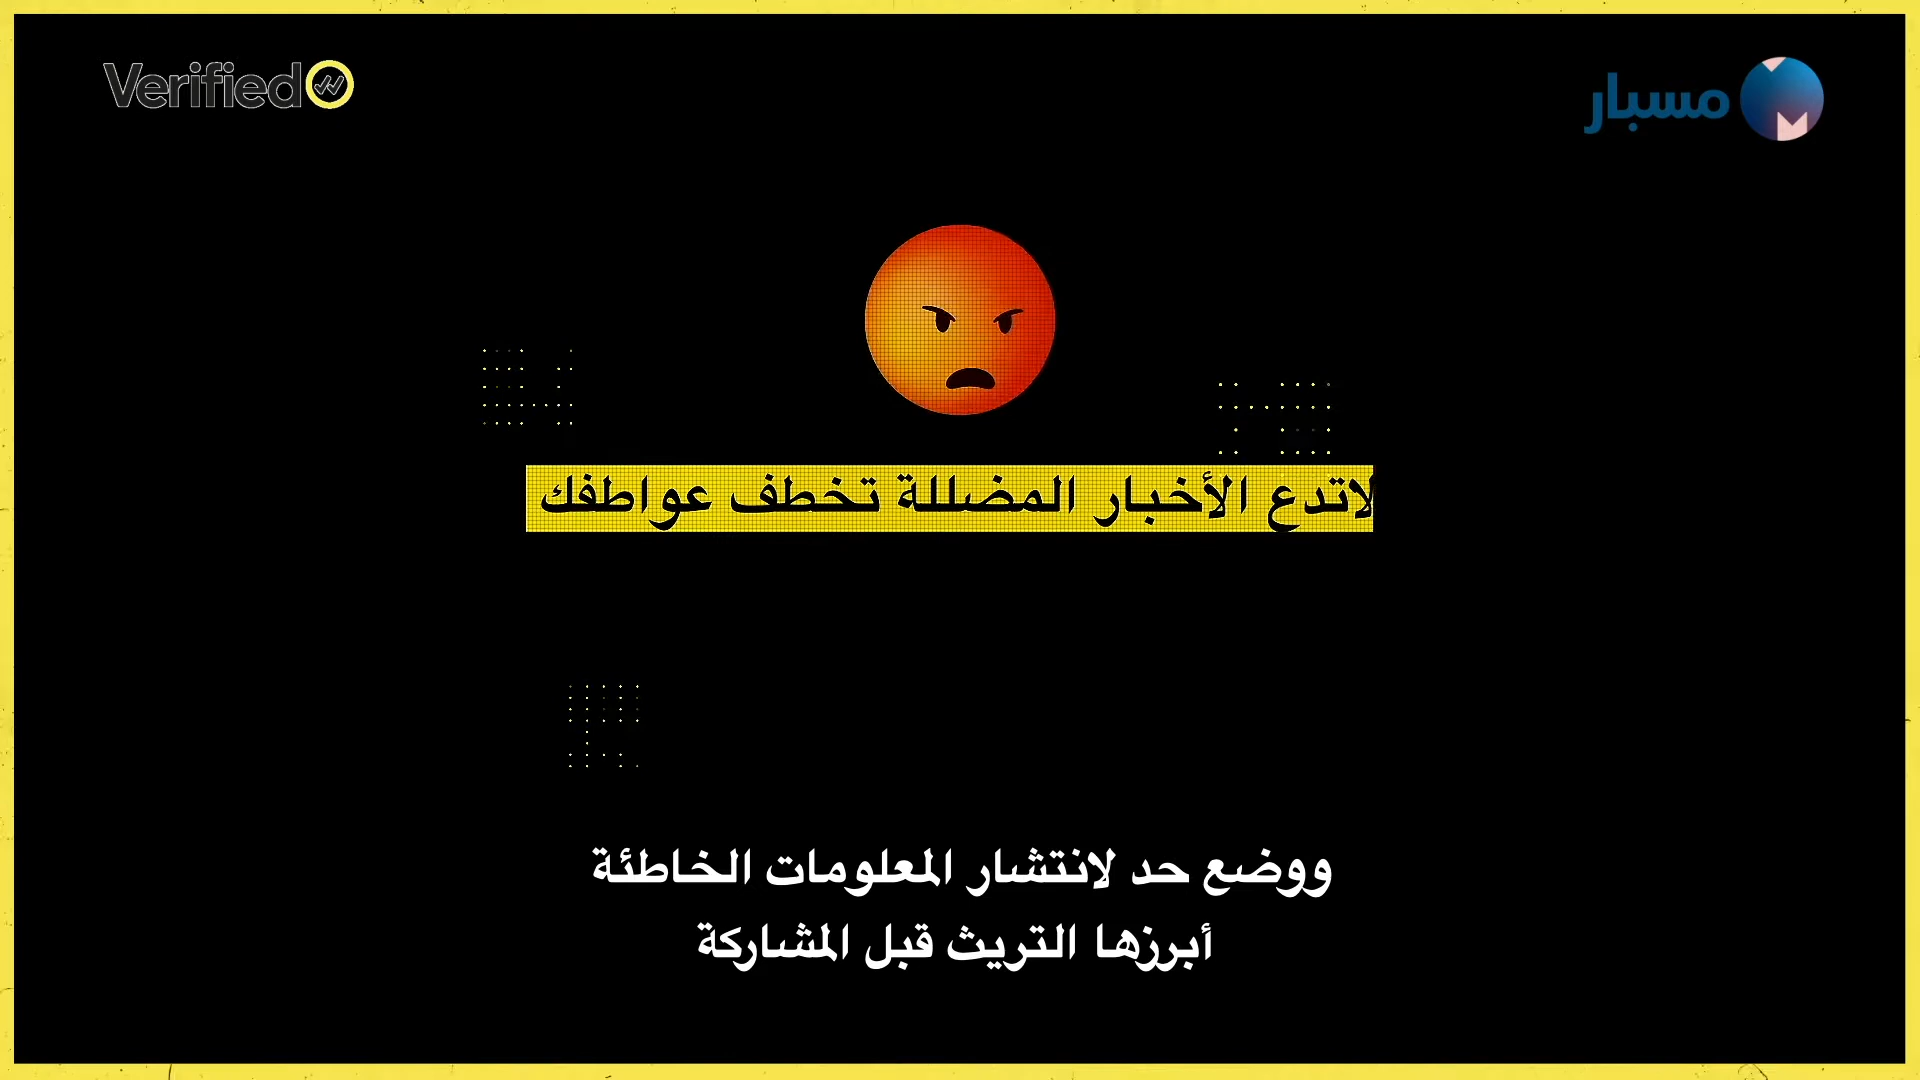 Verified
مسبار
لاتدع الأخبار المضللة تخطف عواطفك
ووضع حد لانتشار المعلومات الخاطئة
أبرزها التريث قبل المشاركة